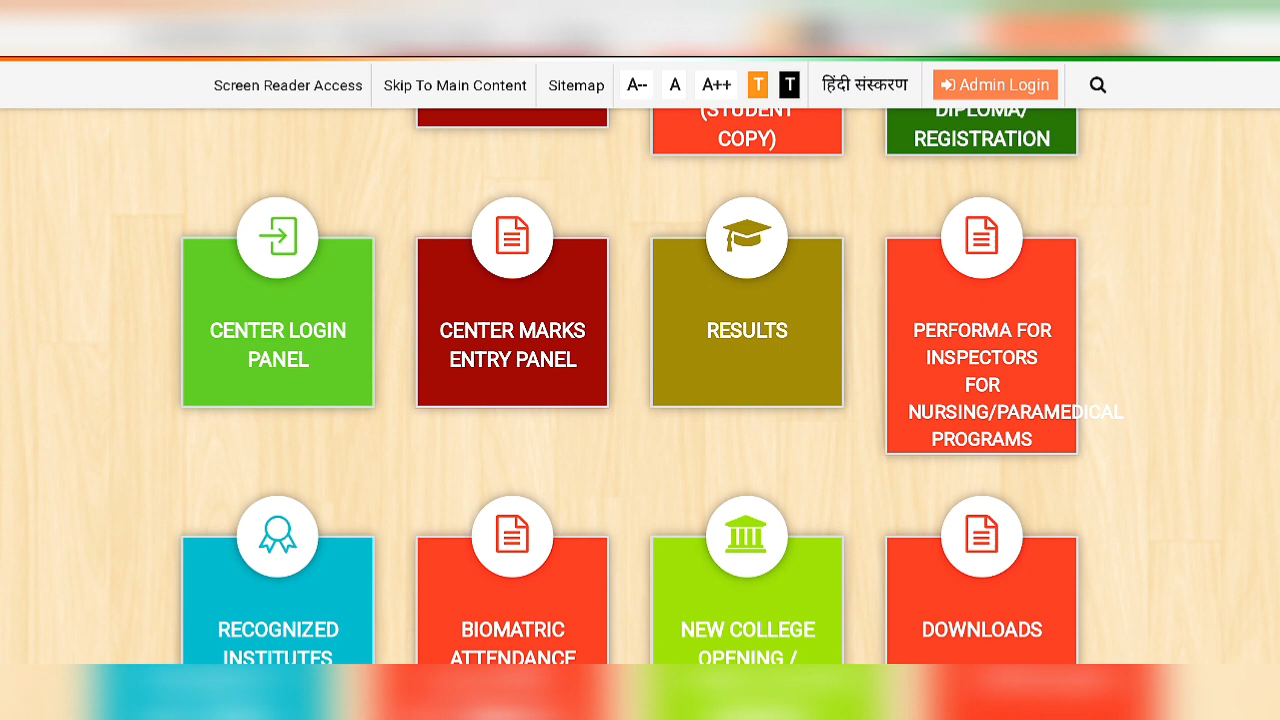 Screen Reader Access Skip To Main Content Sitemap A-- A A++ T T हिंदी संस्करण Admin Login
(STUDENT
COPY)
DIPLOMA/
REGISTRATION
CENTER LOGIN
PANEL
CENTER MARKS
ENTRY PANEL
RESULTS
PERFORMA FOR
INSPECTORS
FOR
NURSING/PARAMEDICAL
PROGRAMS
RECOGNIZED
INSTITUTES
BIOMATRIC
ATTENDANCE
NEW COLLEGE
OPENING /
DOWNLOADS